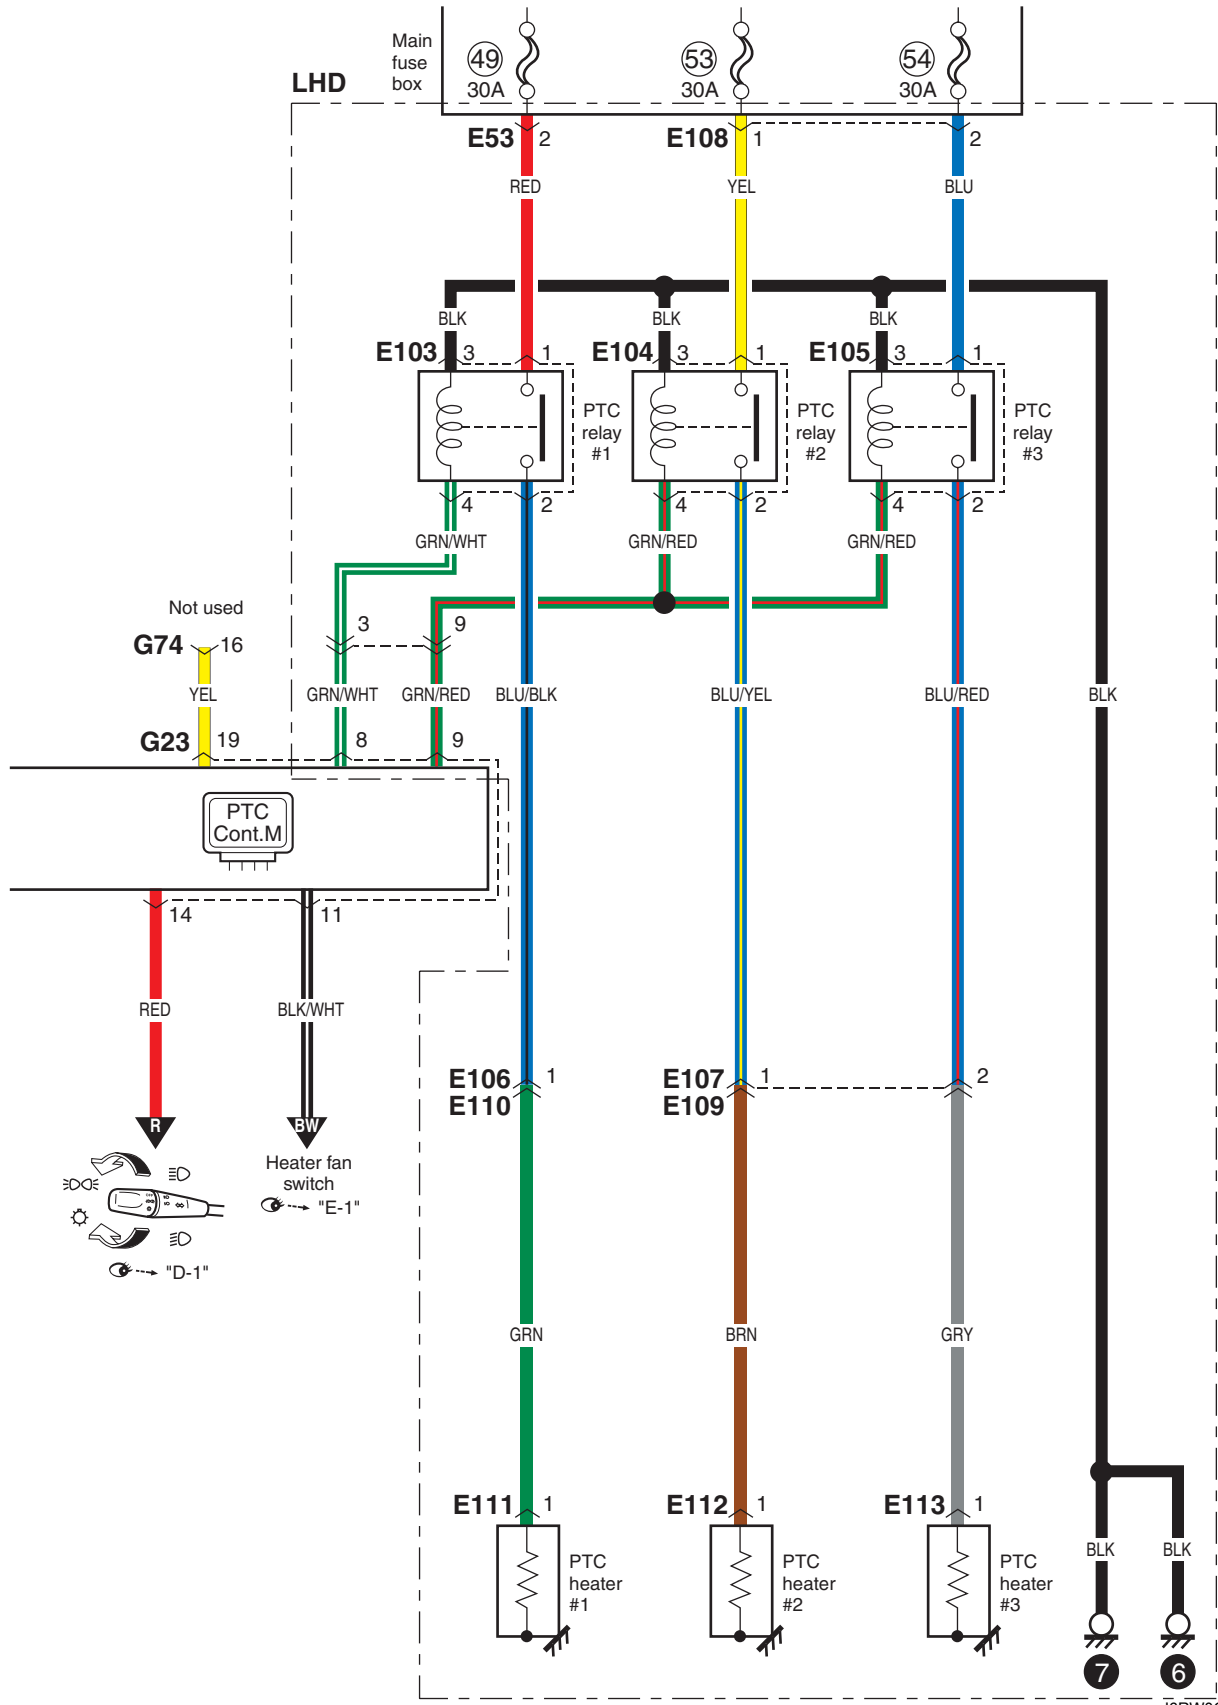 Main
fuse
box
LHD
49
30A
53
30A
54
30A
E53 2
E108 1
2
RED
YEL
BLU
BLK
BLK
BLK
E103 3 1
E104 3 1
E105 3 1
PTC
relay
#1
PTC
relay
#2
PTC
relay
#3
4 2
4 2
4 2
GRN/WHT
GRN/RED
GRN/RED
Not used
G74 16
3 9
YEL
GRN/WHT
GRN/RED
BLU/BLK
BLU/YEL
BLU/RED
BLK
G23 19
8 9
PTC
Cont.M
14 11
RED
BLK/WHT
E106 1
E110
E107 1
E109
2
R
BW
Heater fan
switch
"E-1"
"D-1"
GRN
BRN
GRY
E111 1
E112 1
E113 1
PTC
heater
#1
PTC
heater
#2
PTC
heater
#3
BLK
BLK
7
6